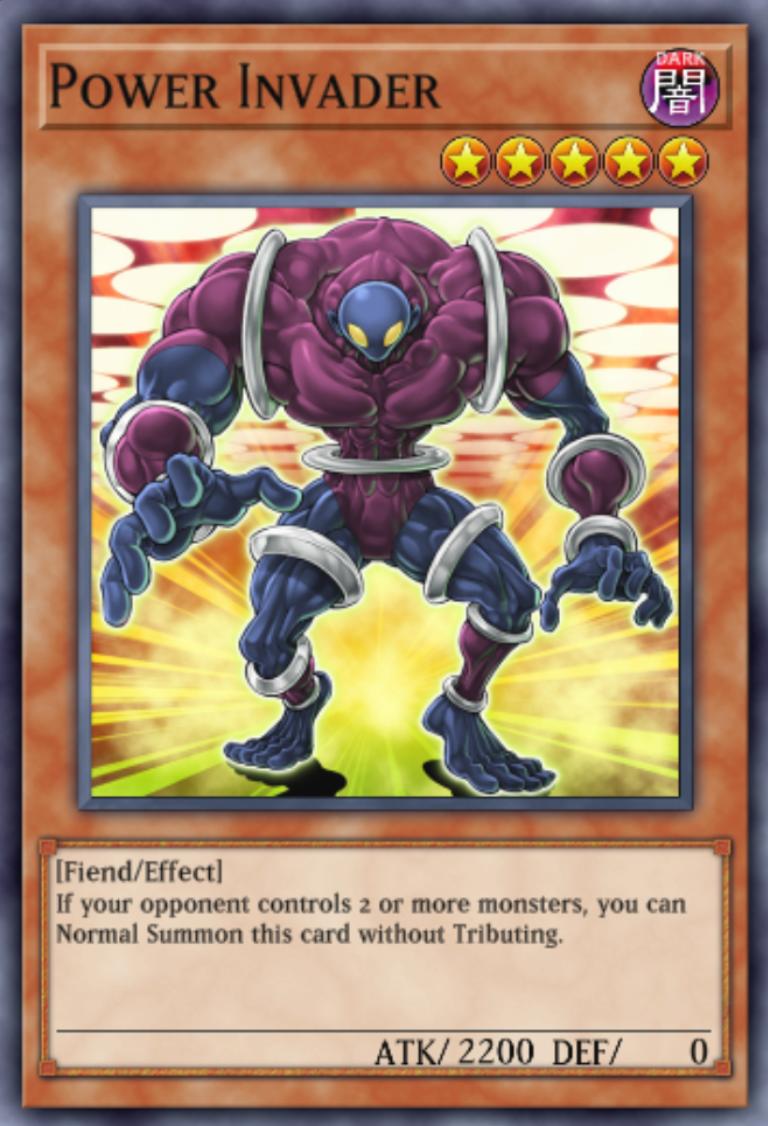 POWER INVADER
DARK
闇
[Fiend/Effect]
If your opponent controls 2 or more monsters, you can
Normal Summon this card without Tributing.
ATK/ 2200 DEF/ 0